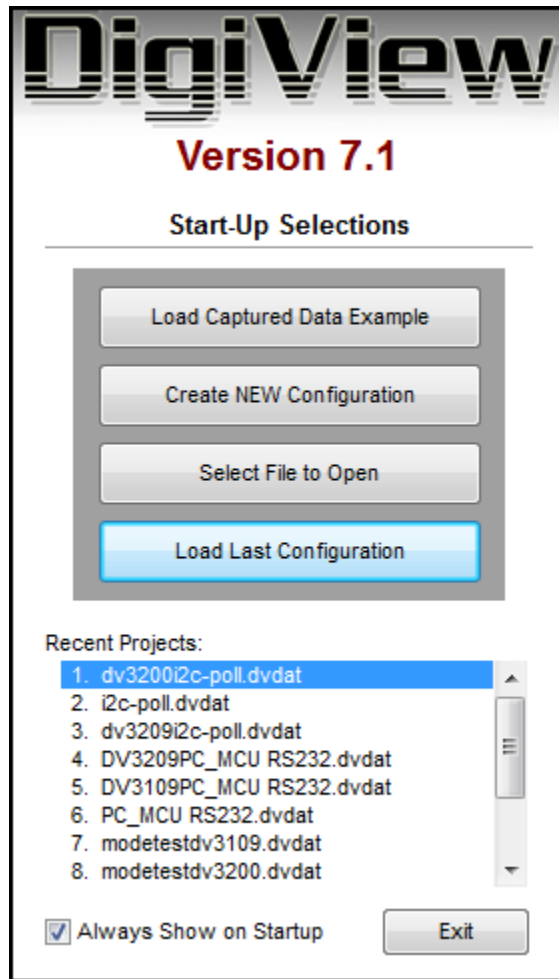 DigiView
Version 7.1
Start-Up Selections
Load Captured Data Example
Create NEW Configuration
Select File to Open
Load Last Configuration
Recent Projects:
1. dv3200i2c-poll.dvdat
2. i2c-poll.dvdat
3. dv3209i2c-poll.dvdat
4. DV3209PC_MCU RS232.dvdat
5. DV3109PC_MCU RS232.dvdat
6. PC_MCU RS232.dvdat
7. modetestdv3109.dvdat
8. modetestdv3200.dvdat
Always Show on Startup Exit